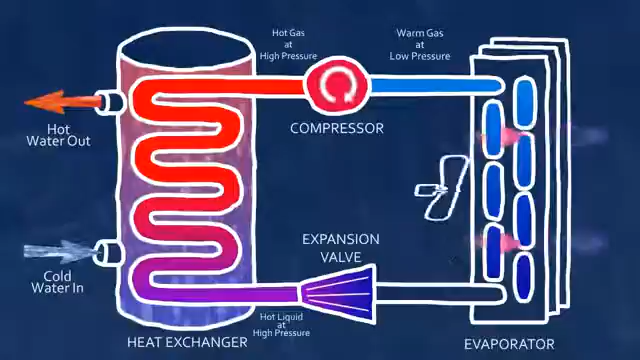 Hot Gas
at
High Pressure
Warm Gas
at
Low Pressure
COMPRESSOR
Hot
Water Out
EXPANSION
VALVE
Cold
Water In
Hot Liquid
at
High Pressure
HEAT EXCHANGER
EVAPORATOR